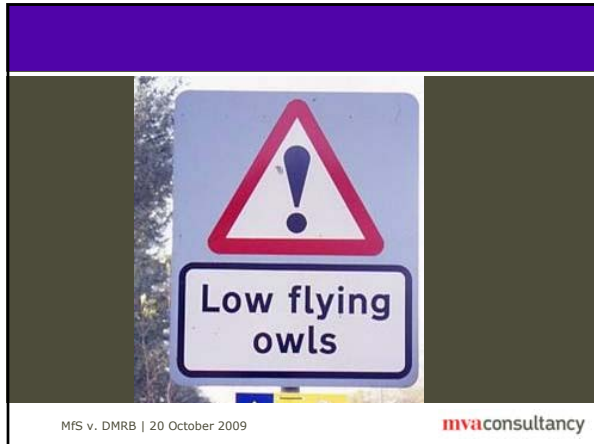 !
Low flying
owls
MfS v. DMRB | 20 October 2009
mvaconsultancy